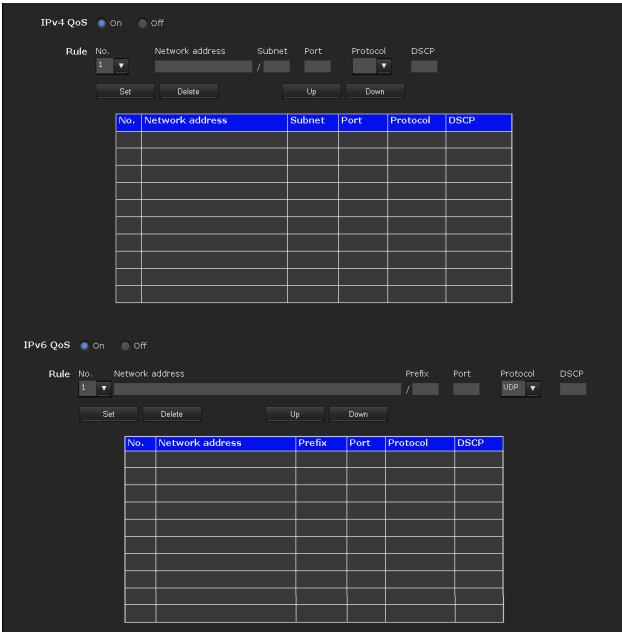 IPv4 QoS On Off
Rule No. Network address Subnet Port Protocol DSCP
1 /
Set Delete Up Down
No. Network address Subnet Port Protocol DSCP
IPv6 QoS On Off
Rule No. Network address Prefix Port Protocol DSCP
1 / UDP
Set Delete Up Down
No. Network address Prefix Port Protocol DSCP